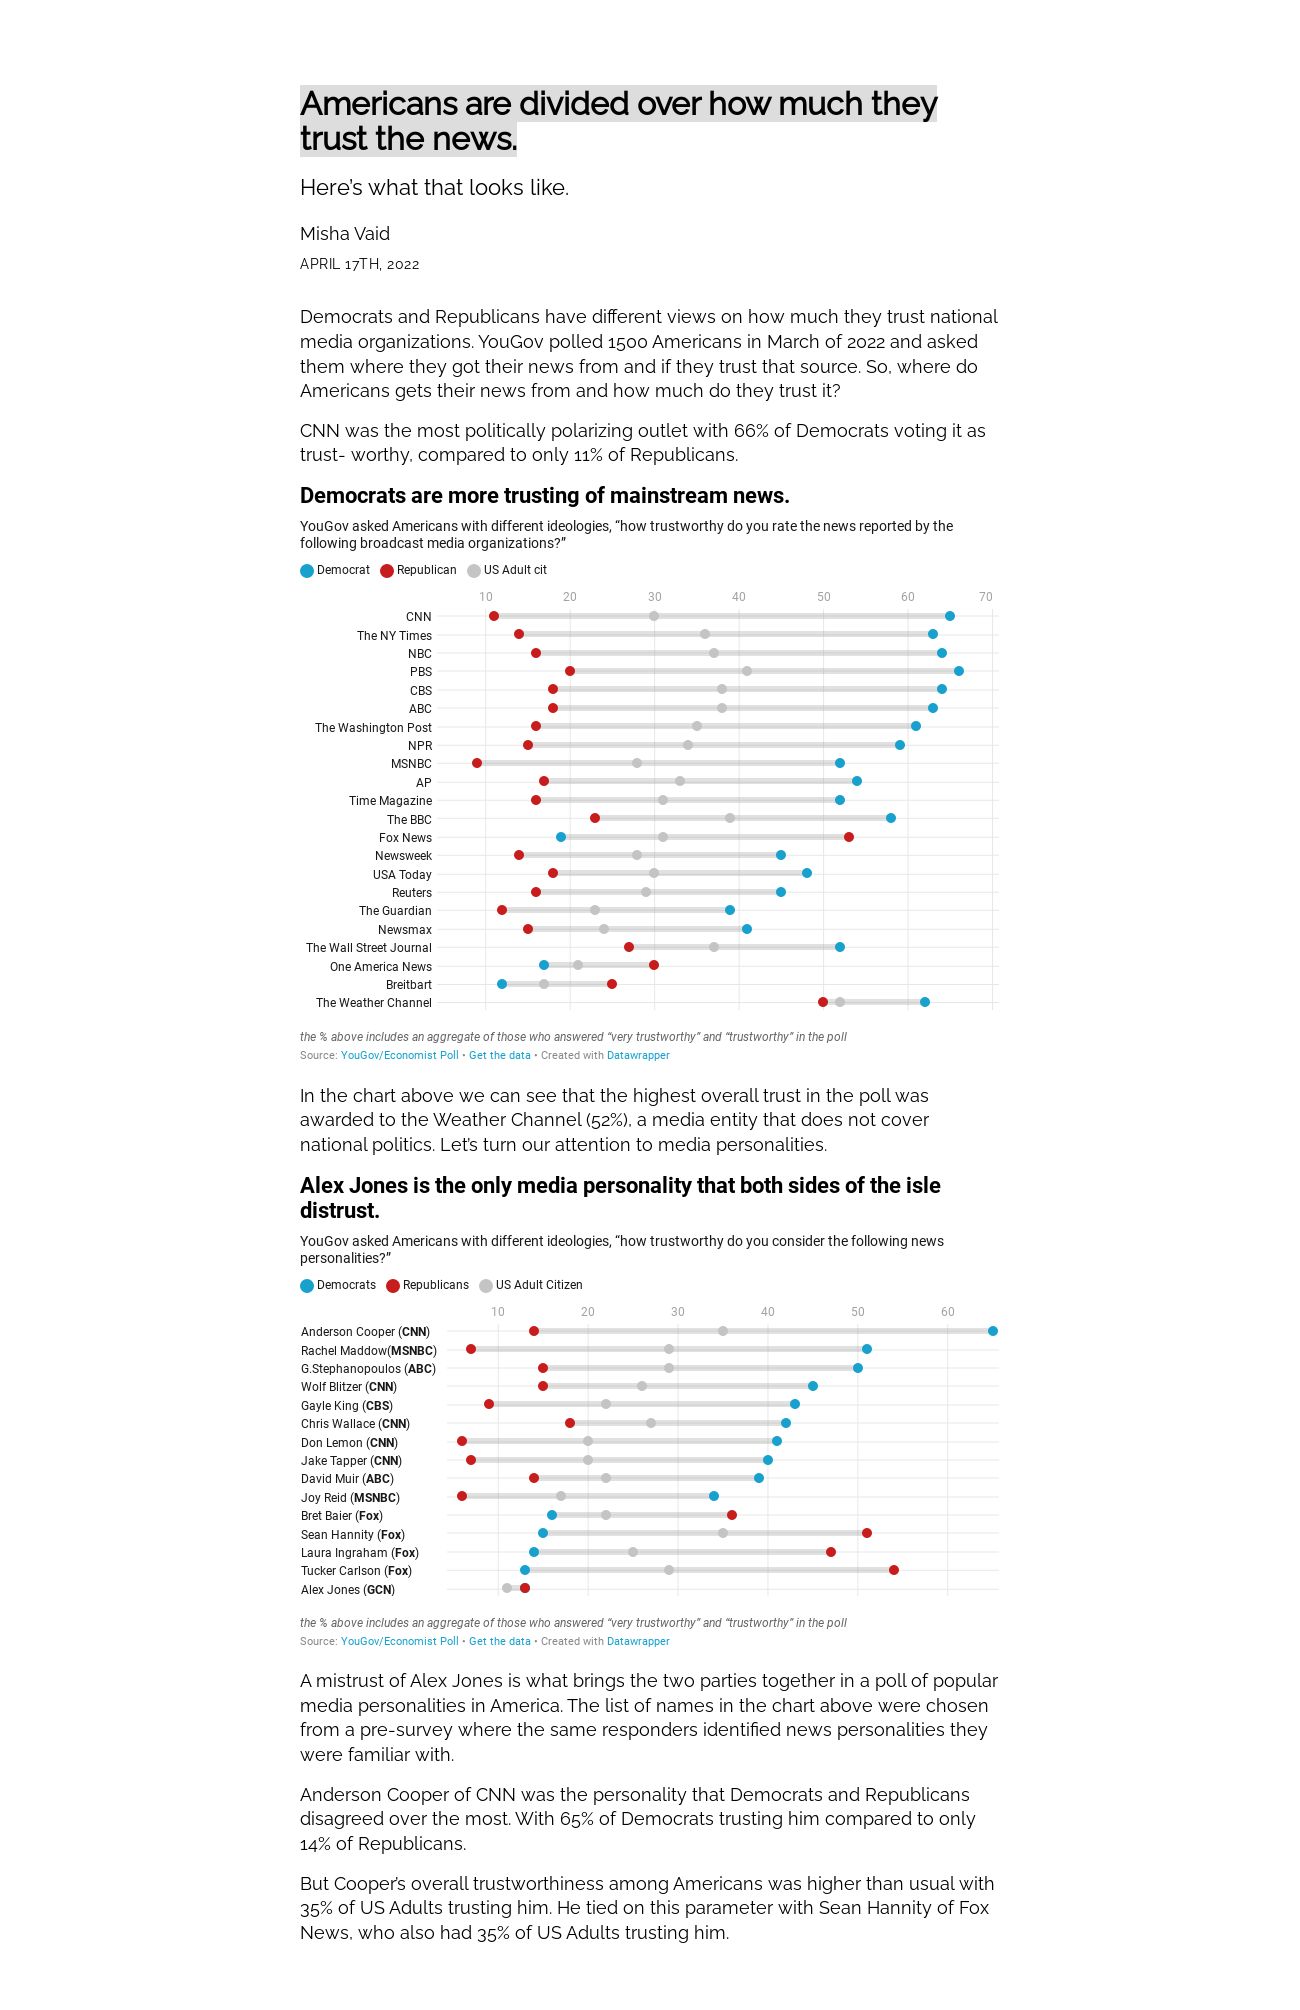 Americans are divided over how much they
trust the news.
Here's what that looks like.
Misha Vaid
APRIL 17TH, 2022
Democrats and Republicans have different views on how much they trust national
media organizations. YouGov polled 1500 Americans in March of 2022 and asked
them where they got their news from and if they trust that source. So, where do
Americans gets their news from and how much do they trust it?
CNN was the most politically polarizing outlet with 66% of Democrats voting it as
trust- worthy, compared to only 11% of Republicans.
Democrats are more trusting of mainstream news.
YouGov asked Americans with different ideologies, “how trustworthy do you rate the news reported by the
following broadcast media organizations?”
Democrat Republican US Adult cit
10 20 30 40 50 60 70
CNN
The NY Times
NBC
PBS
CBS
ABC
The Washington Post
NPR
MSNBC
AP
Time Magazine
The BBC
Fox News
Newsweek
USA Today
Reuters
The Guardian
Newsmax
The Wall Street Journal
One America News
Breitbart
The Weather Channel
the % above includes an aggregate of those who answered “very trustworthy” and “trustworthy” in the poll
Source: YouGov/Economist Poll • Get the data • Created with Datawrapper
In the chart above we can see that the highest overall trust in the poll was
awarded to the Weather Channel (52%), a media entity that does not cover
national politics. Let's turn our attention to media personalities.
Alex Jones is the only media personality that both sides of the isle
distrust.
YouGov asked Americans with different ideologies, “how trustworthy do you consider the following news
personalities?”
Democrats Republicans US Adult Citizen
10 20 30 40 50 60
Anderson Cooper (CNN)
Rachel Maddow(MSNBC)
G.Stephanopoulos (ABC)
Wolf Blitzer (CNN)
Gayle King (CBS)
Chris Wallace (CNN)
Don Lemon (CNN)
Jake Tapper (CNN)
David Muir (ABC)
Joy Reid (MSNBC)
Bret Baier (Fox)
Sean Hannity (Fox)
Laura Ingraham (Fox)
Tucker Carlson (Fox)
Alex Jones (GCN)
the % above includes an aggregate of those who answered “very trustworthy” and “trustworthy” in the poll
Source: YouGov/Economist Poll • Get the data • Created with Datawrapper
A mistrust of Alex Jones is what brings the two parties together in a poll of popular
media personalities in America. The list of names in the chart above were chosen
from a pre-survey where the same responders identified news personalities they
were familiar with.
Anderson Cooper of CNN was the personality that Democrats and Republicans
disagreed over the most. With 65% of Democrats trusting him compared to only
14% of Republicans.
But Cooper's overall trustworthiness among Americans was higher than usual with
35% of US Adults trusting him. He tied on this parameter with Sean Hannity of Fox
News, who also had 35% of US Adults trusting him.